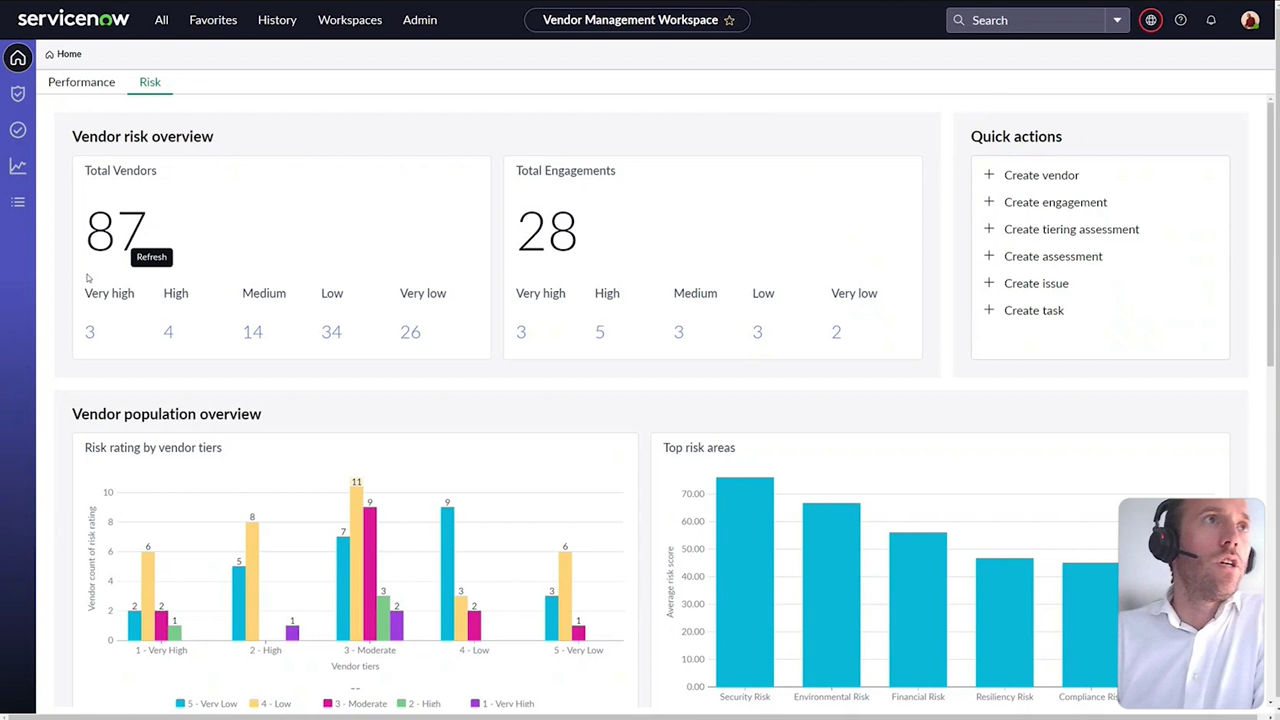 servicenow All Favorites History Workspaces Admin Vendor Management Workspace Search
Home
Performance Risk
Vendor risk overview
Total Vendors
87
Refresh
Very high High Medium Low Very low
3 4 14 34 26
Total Engagements
28
Very high High Medium Low Very low
3 5 3 3 2
Quick actions
+ Create vendor
+ Create engagement
+ Create tiering assessment
+ Create assessment
+ Create issue
+ Create task
Vendor population overview
Risk rating by vendor tiers
Vendor count of risk rating
10
8
6
4
2
0
2 6 2 1
5 8 1
7 11 9 3 2
9 3 2
3 6 1
1 - Very High 2 - High 3 - Moderate 4 - Low 5 - Very Low
Vendor tiers
--
5 - Very Low 4 - Low 3 - Moderate 2 - High 1 - Very High
Top risk areas
Average risk score
70.00
60.00
50.00
40.00
30.00
20.00
10.00
0.00
Security Risk Environmental Risk Financial Risk Resiliency Risk Compliance